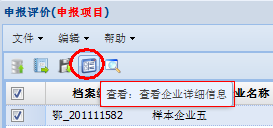 申报评价(申报项目)
文件 编辑 帮助
查看：查看企业详细信息
档案 业名称
鄂_201111582 样本企业五